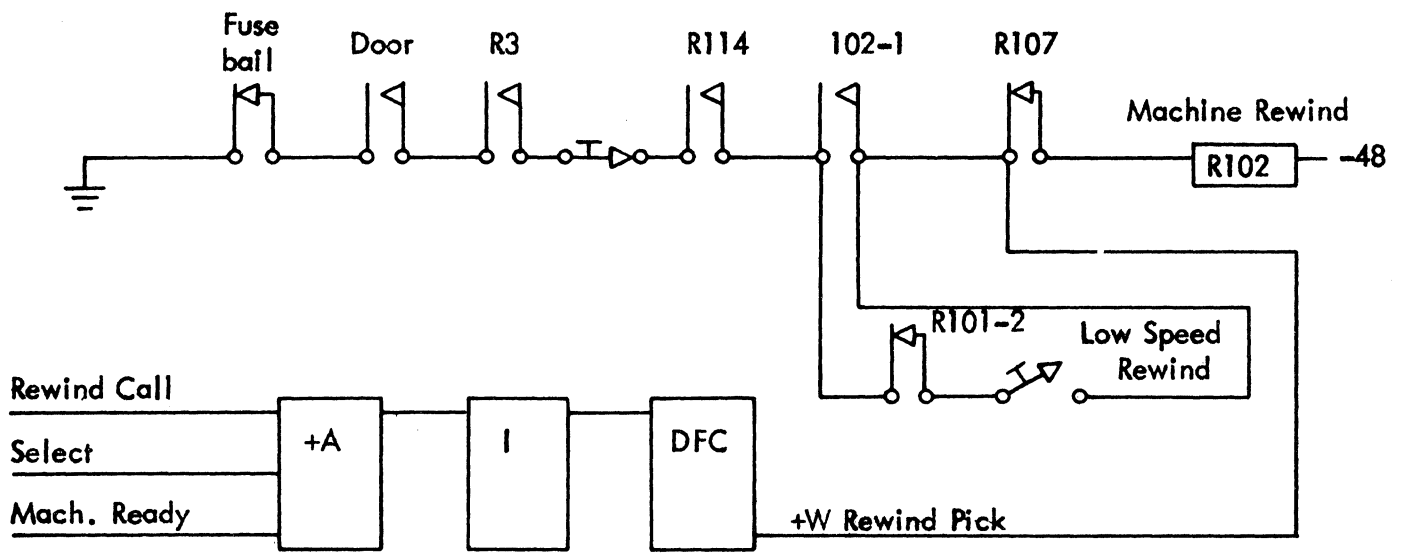 Fuse
bail
Door
R3
R114
102-1
R107
Machine Rewind
R102
-48
R101-2
Low Speed
Rewind
Rewind Call
Select
Mach. Ready
+A
I
DFC
+W Rewind Pick